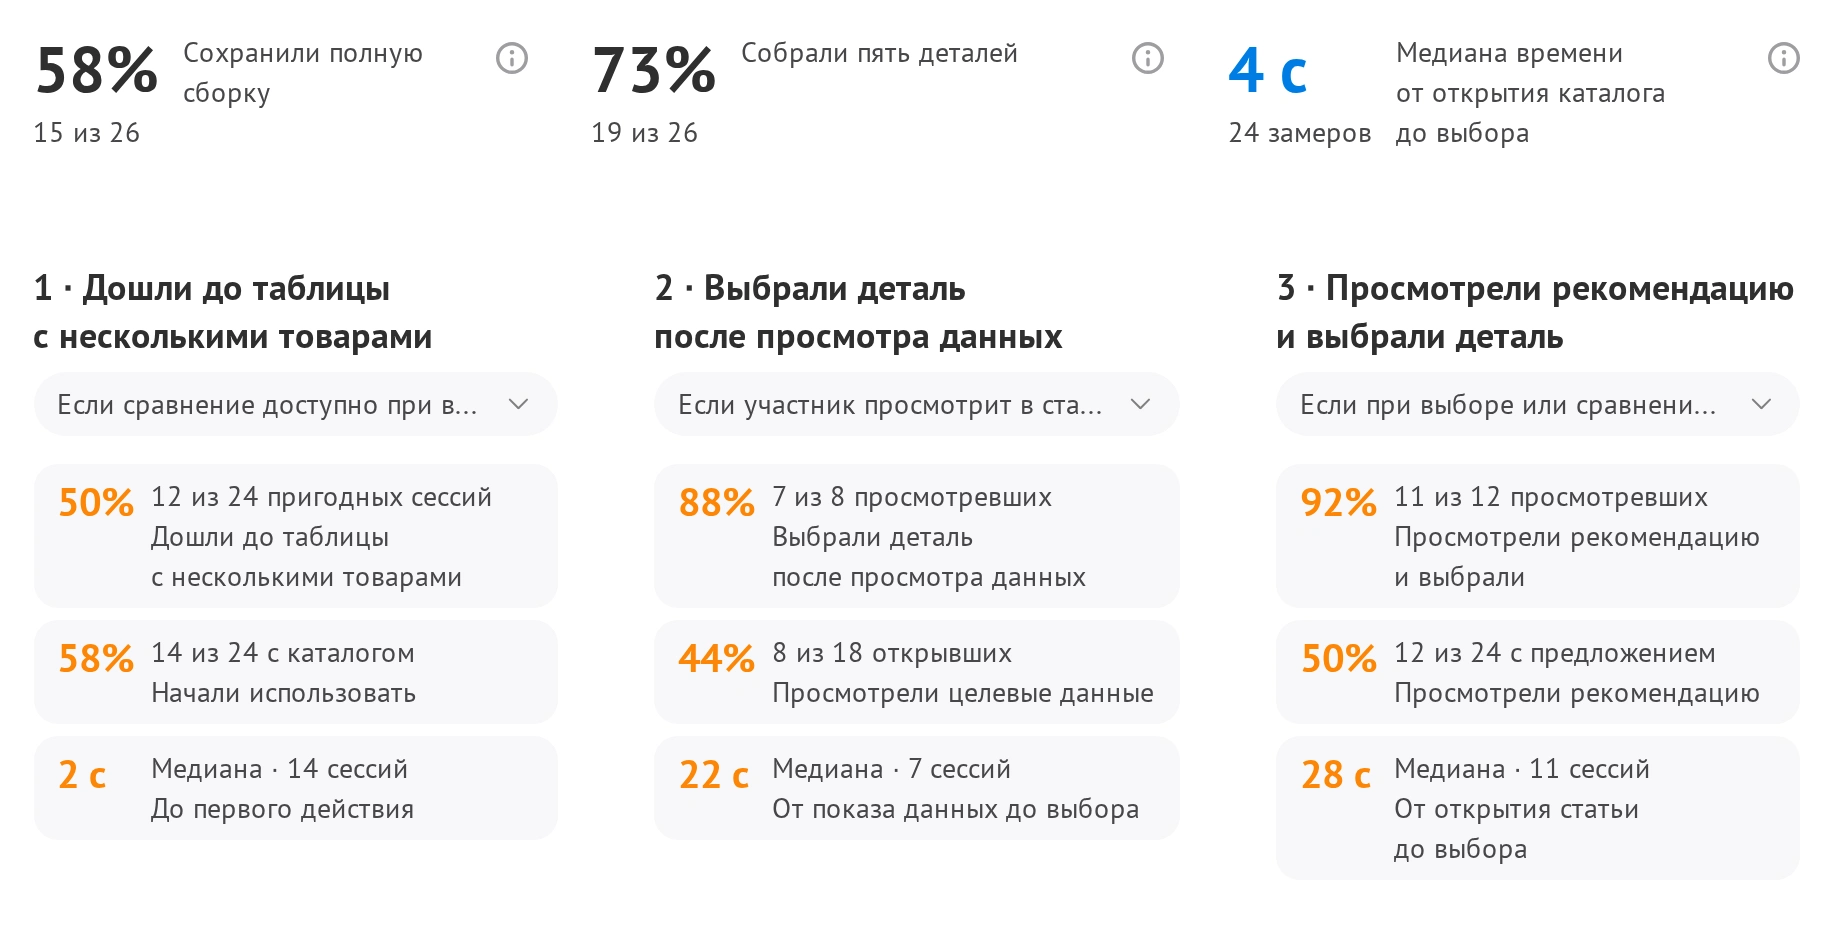 58%
Сохранили полную
сборку
15 из 26
73%
Собрали пять деталей
19 из 26
4 с
Медиана времени
от открытия каталога
до выбора
24 замеров
1 · Дошли до таблицы
с несколькими товарами
Если сравнение доступно при в...
50%
12 из 24 пригодных сессий
Дошли до таблицы
с несколькими товарами
58%
14 из 24 с каталогом
Начали использовать
2 с
Медиана · 14 сессий
До первого действия
2 · Выбрали деталь
после просмотра данных
Если участник просмотрит в ста...
88%
7 из 8 просмотревших
Выбрали деталь
после просмотра данных
44%
8 из 18 открывших
Просмотрели целевые данные
22 с
Медиана · 7 сессий
От показа данных до выбора
3 · Просмотрели рекомендацию
и выбрали деталь
Если при выборе или сравнени...
92%
11 из 12 просмотревших
Просмотрели рекомендацию
и выбрали
50%
12 из 24 с предложением
Просмотрели рекомендацию
28 с
Медиана · 11 сессий
От открытия статьи
до выбора